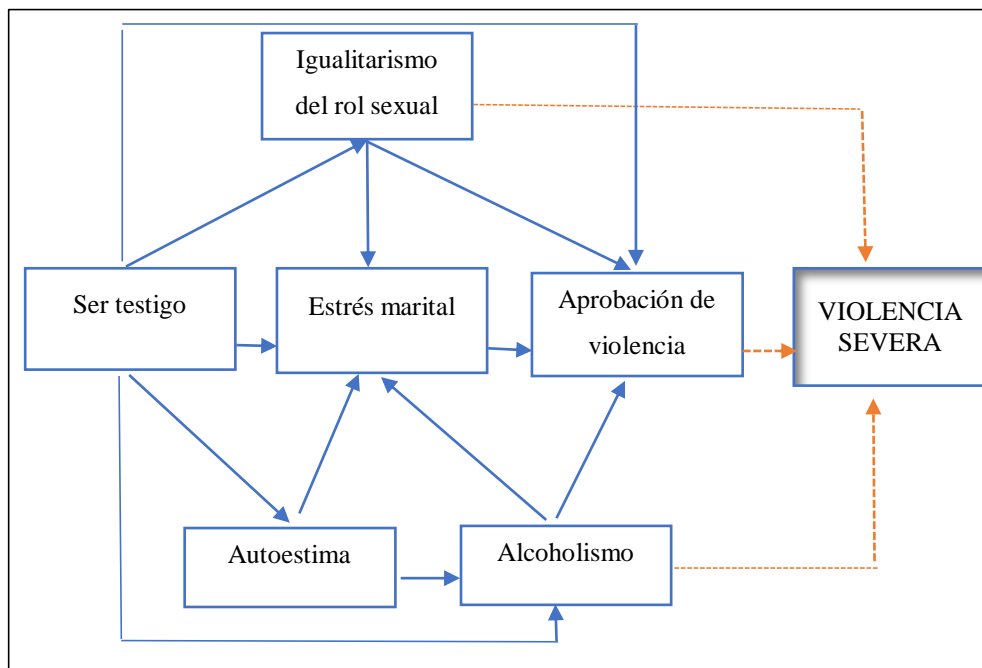 Igualitarismo
del rol sexual
Ser testigo
Estrés marital
Aprobación de
violencia
VIOLENCIA
SEVERA
Autoestima
Alcoholismo